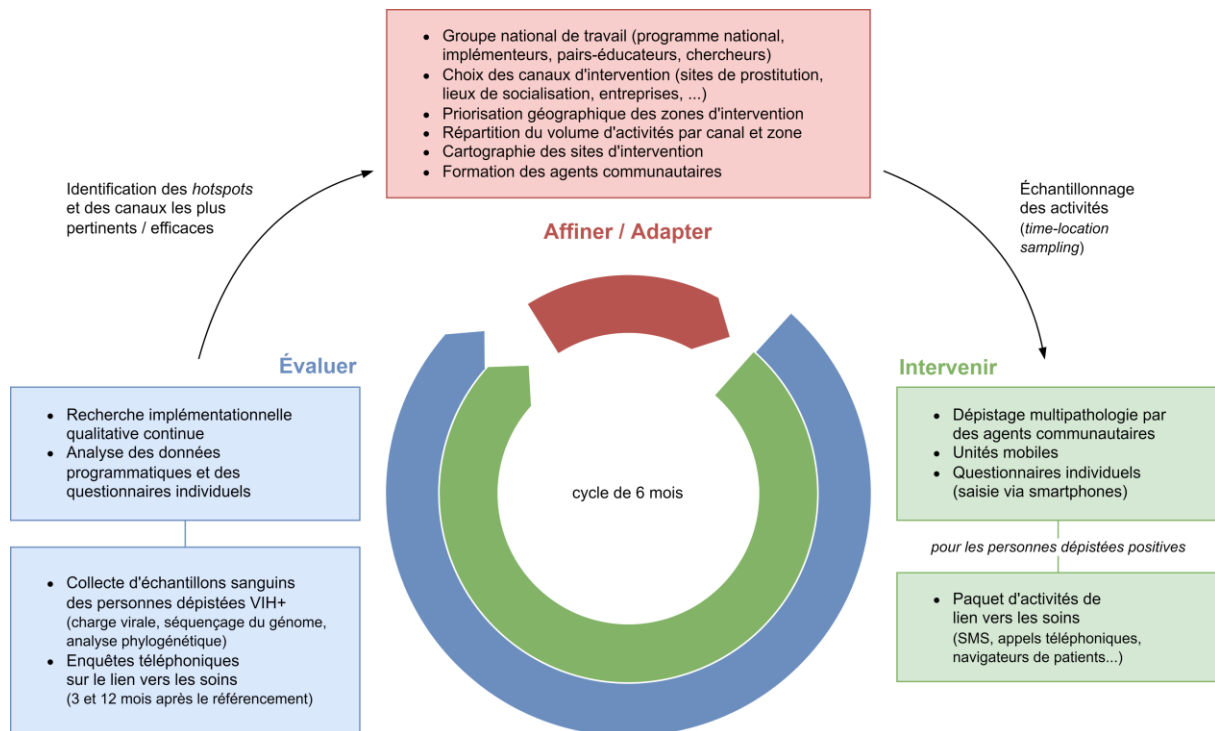 • Groupe national de travail (programme national,
implémenteurs, pairs-éducateurs, chercheurs)
• Choix des canaux d'intervention (sites de prostitution,
lieux de socialisation, entreprises, ...)
• Priorisation géographique des zones d'intervention
• Répartition du volume d'activités par canal et zone
• Cartographie des sites d'intervention
• Formation des agents communautaires
Identification des hotspots
et des canaux les plus
pertinents / efficaces
Échantillonnage
des activités
(time-location
sampling)
Affiner / Adapter
Évaluer
• Recherche implémentationnelle
qualitative continue
• Analyse des données
programmatiques et des
questionnaires individuels
• Collecte d'échantillons sanguins
des personnes dépistées VIH+
(charge virale, séquençage du génome,
analyse phylogénétique)
• Enquêtes téléphoniques
sur le lien vers les soins
(3 et 12 mois après le référencement)
cycle de 6 mois
Intervenir
• Dépistage multipathologie par
des agents communautaires
• Unités mobiles
• Questionnaires individuels
(saisie via smartphones)
pour les personnes dépistées positives
• Paquet d'activités de
lien vers les soins
(SMS, appels téléphoniques,
navigateurs de patients...)